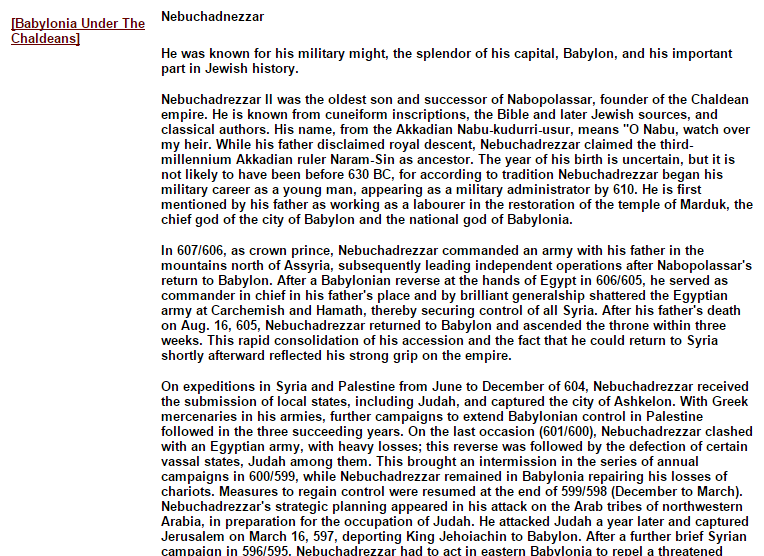 [Babylonia Under The
Chaldeans]
Nebuchadnezzar
He was known for his military might, the splendor of his capital, Babylon, and his important
part in Jewish history.
Nebuchadrezzar II was the oldest son and successor of Nabopolassar, founder of the Chaldean
empire. He is known from cuneiform inscriptions, the Bible and later Jewish sources, and
classical authors. His name, from the Akkadian Nabu-kudurri-usur, means "O Nabu, watch over
my heir. While his father disclaimed royal descent, Nebuchadrezzar claimed the third-
millennium Akkadian ruler Naram-Sin as ancestor. The year of his birth is uncertain, but it is
not likely to have been before 630 BC, for according to tradition Nebuchadrezzar began his
military career as a young man, appearing as a military administrator by 610. He is first
mentioned by his father as working as a labourer in the restoration of the temple of Marduk, the
chief god of the city of Babylon and the national god of Babylonia.
In 607/606, as crown prince, Nebuchadrezzar commanded an army with his father in the
mountains north of Assyria, subsequently leading independent operations after Nabopolassar's
return to Babylon. After a Babylonian reverse at the hands of Egypt in 606/605, he served as
commander in chief in his father's place and by brilliant generalship shattered the Egyptian
army at Carchemish and Hamath, thereby securing control of all Syria. After his father's death
on Aug. 16, 605, Nebuchadrezzar returned to Babylon and ascended the throne within three
weeks. This rapid consolidation of his accession and the fact that he could return to Syria
shortly afterward reflected his strong grip on the empire.
On expeditions in Syria and Palestine from June to December of 604, Nebuchadrezzar received
the submission of local states, including Judah, and captured the city of Ashkelon. With Greek
mercenaries in his armies, further campaigns to extend Babylonian control in Palestine
followed in the three succeeding years. On the last occasion (601/600), Nebuchadrezzar clashed
with an Egyptian army, with heavy losses; this reverse was followed by the defection of certain
vassal states, Judah among them. This brought an intermission in the series of annual
campaigns in 600/599, while Nebuchadrezzar remained in Babylonia repairing his losses of
chariots. Measures to regain control were resumed at the end of 599/598 (December to March).
Nebuchadrezzar's strategic planning appeared in his attack on the Arab tribes of northwestern
Arabia, in preparation for the occupation of Judah. He attacked Judah a year later and captured
Jerusalem on March 16, 597, deporting King Jehoiachin to Babylon. After a further brief Syrian
campaign in 596/595, Nebuchadrezzar had to act in eastern Babylonia to repel a threatened